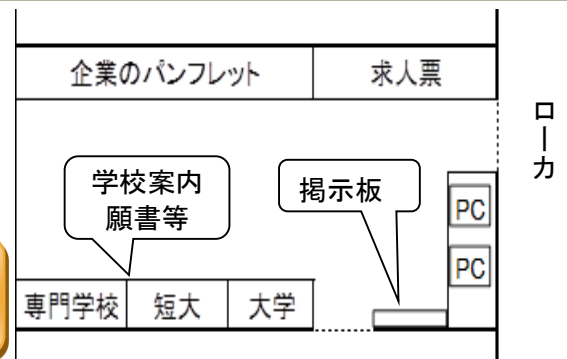 企業のパンフレット
求人票
ローカ
学校案内
願書等
掲示板
PC
PC
専門学校
短大
大学